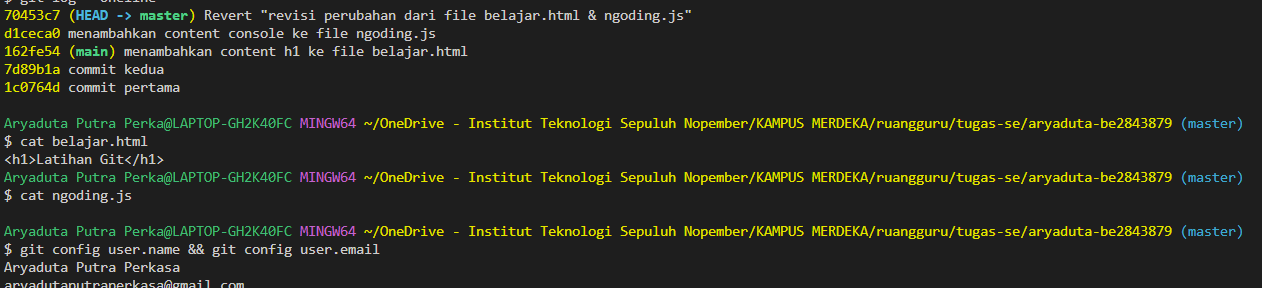 $ git log --oneline
70453c7 (HEAD -> master) Revert "revisi perubahan dari file belajar.html & ngoding.js"
d1ceca0 menambahkan content console ke file ngoding.js
162fe54 (main) menambahkan content h1 ke file belajar.html
7d89b1a commit kedua
1c0764d commit pertama
Aryaduta Putra Perka@LAPTOP-GH2K40FC MINGW64 ~/OneDrive - Institut Teknologi Sepuluh Nopember/KAMPUS MERDEKA/ruangguru/tugas-se/aryaduta-be2843879 (master)
$ cat belajar.html
<h1>Latihan Git</h1>
Aryaduta Putra Perka@LAPTOP-GH2K40FC MINGW64 ~/OneDrive - Institut Teknologi Sepuluh Nopember/KAMPUS MERDEKA/ruangguru/tugas-se/aryaduta-be2843879 (master)
$ cat ngoding.js
Aryaduta Putra Perka@LAPTOP-GH2K40FC MINGW64 ~/OneDrive - Institut Teknologi Sepuluh Nopember/KAMPUS MERDEKA/ruangguru/tugas-se/aryaduta-be2843879 (master)
$ git config user.name && git config user.email
Aryaduta Putra Perkasa
aryadutaputraperkasa@gmail.com